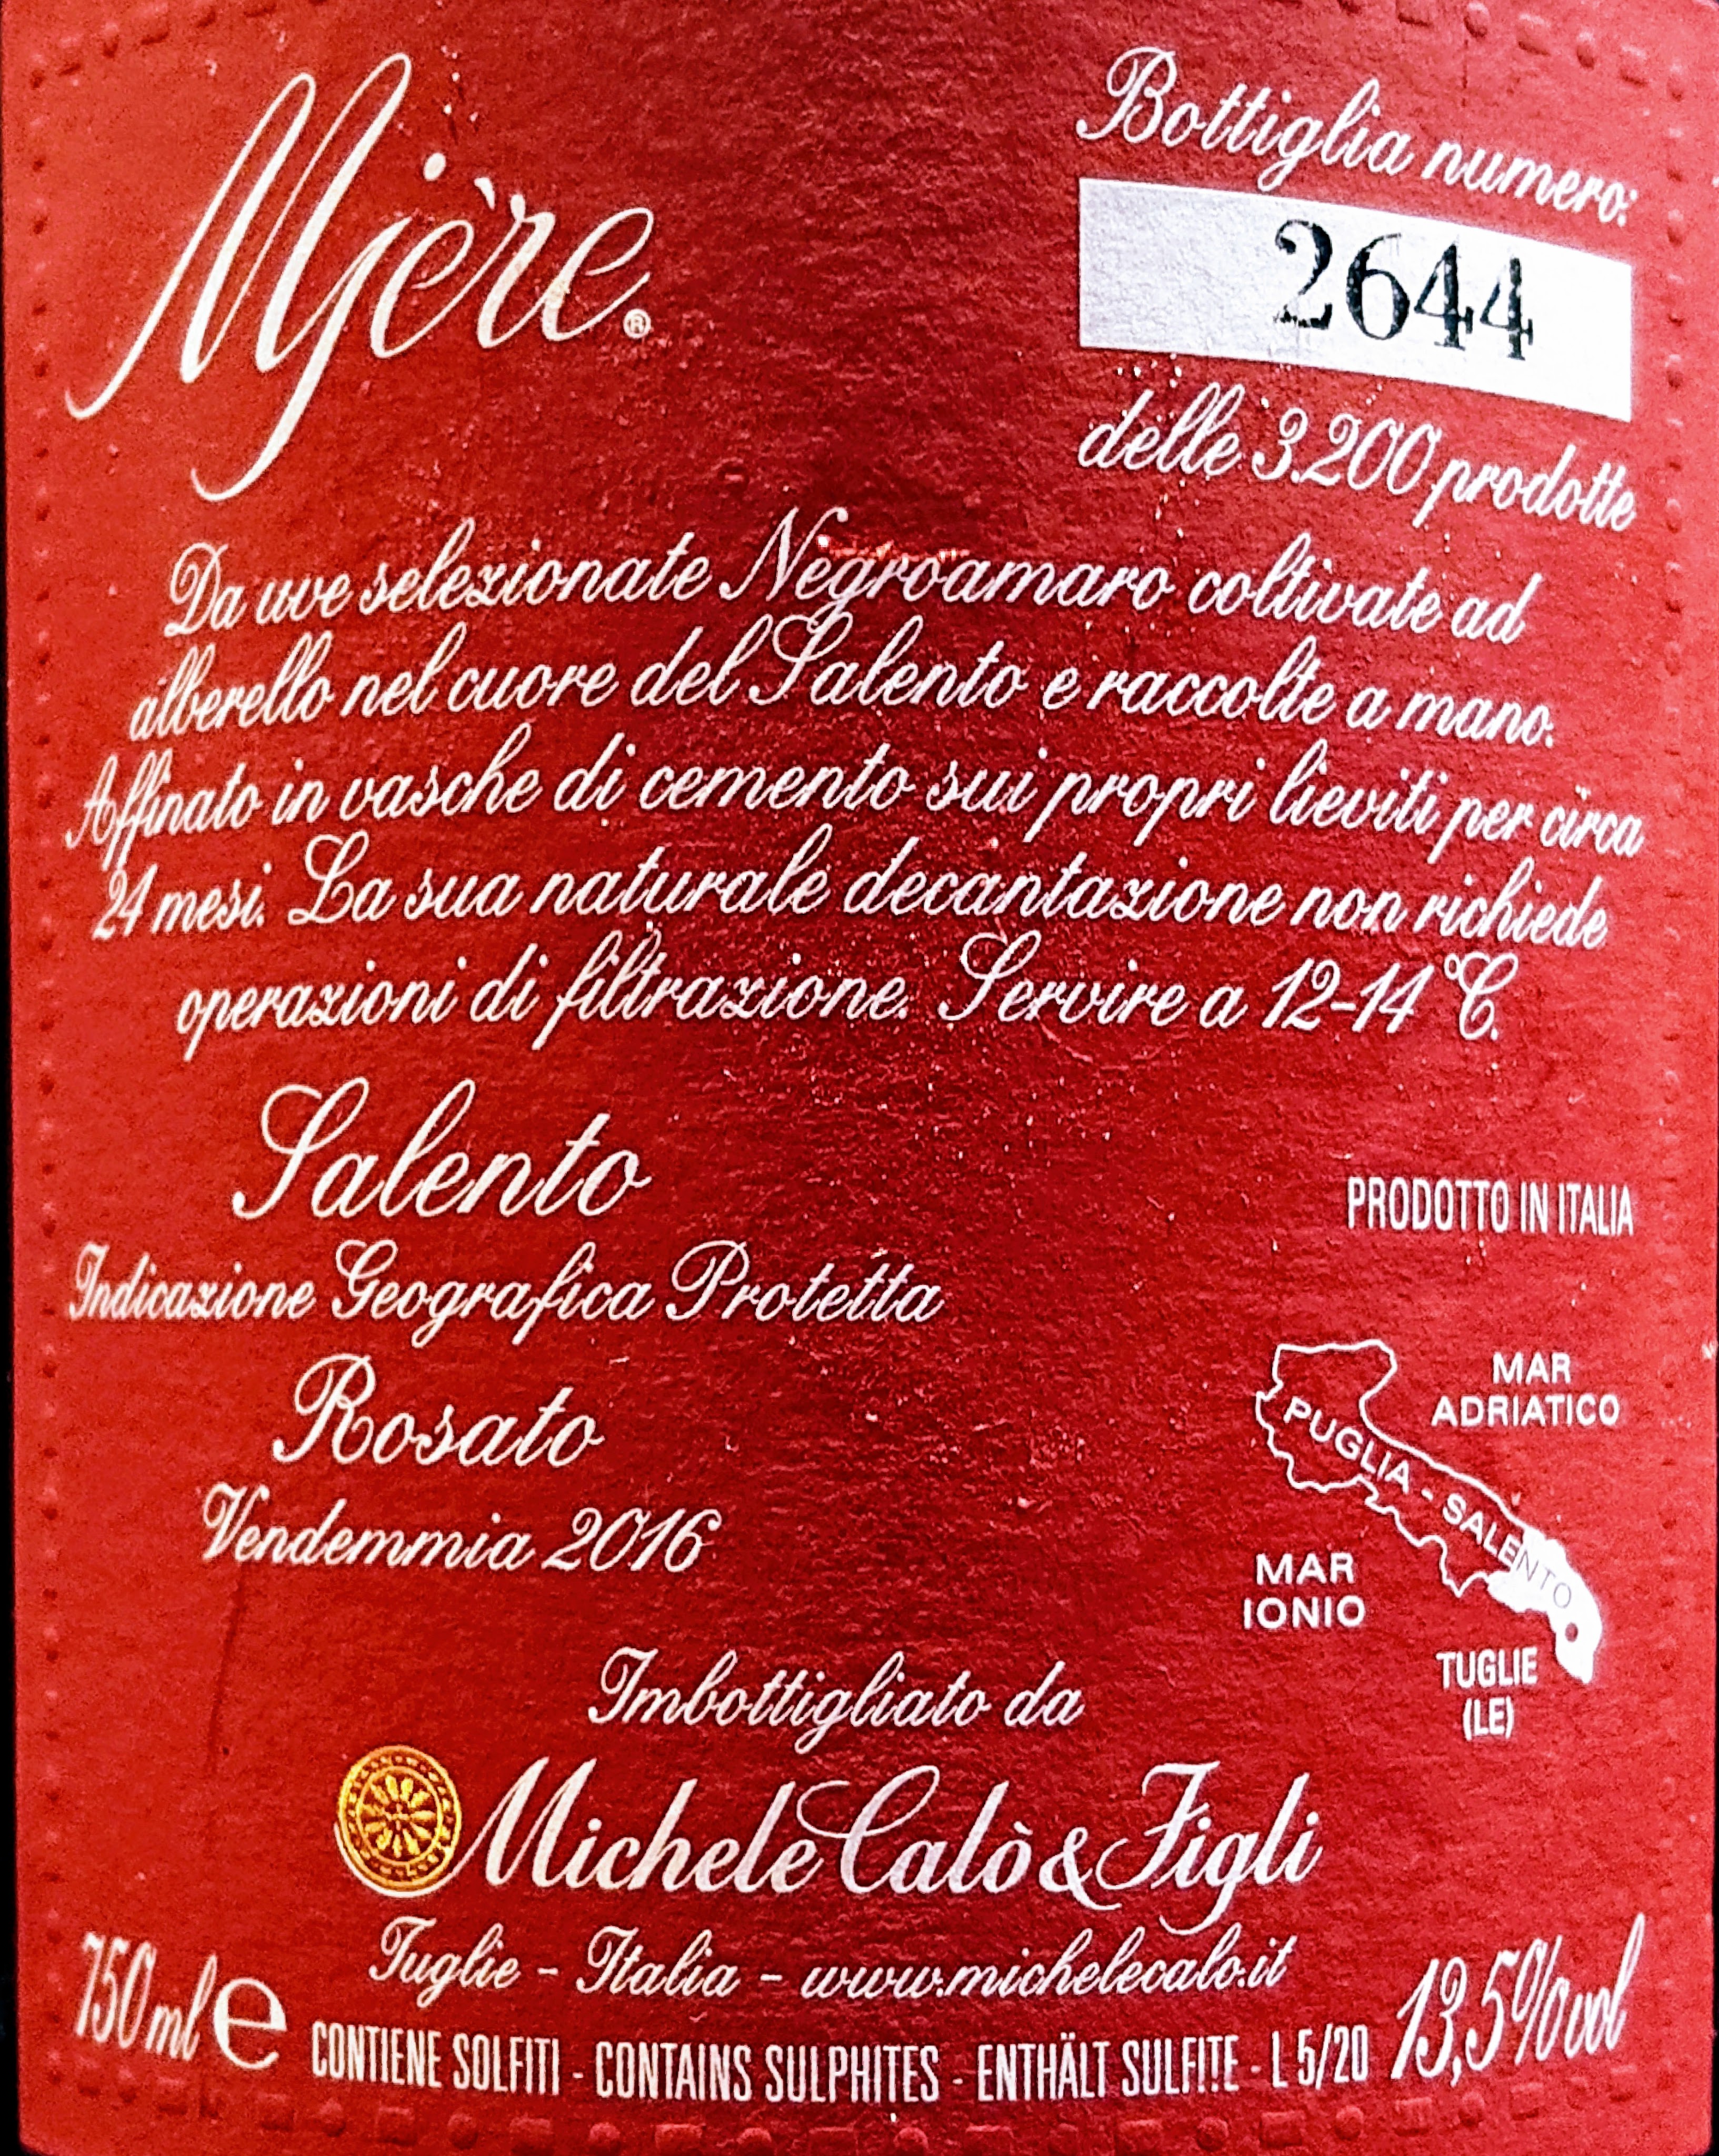 Mjère®
Bottiglia numero:
2644
delle 3.200 prodotte
Da uve selezionate Negroamaro coltivate ad
alberello nel cuore del Salento e raccolte a mano.
Affinato in vasche di cemento sui propri lieviti per circa
24 mesi. La sua naturale decantazione non richiede
operazioni di filtrazione. Servire a 12-14 °C.
Salento
Indicazione Geografica Protetta
Rosato
Vendemmia 2016
PRODOTTO IN ITALIA
MAR
ADRIATICO
PUGLIA - SALENTO
MAR
IONIO
TUGLIE
(LE)
Imbottigliato da
Michele Calò & Figli
Tuglie - Italia - www.michelecalo.it
750 ml e
CONTIENE SOLFITI - CONTAINS SULPHITES - ENTHÄLT SULFITE - L 5/20
13,5% vol